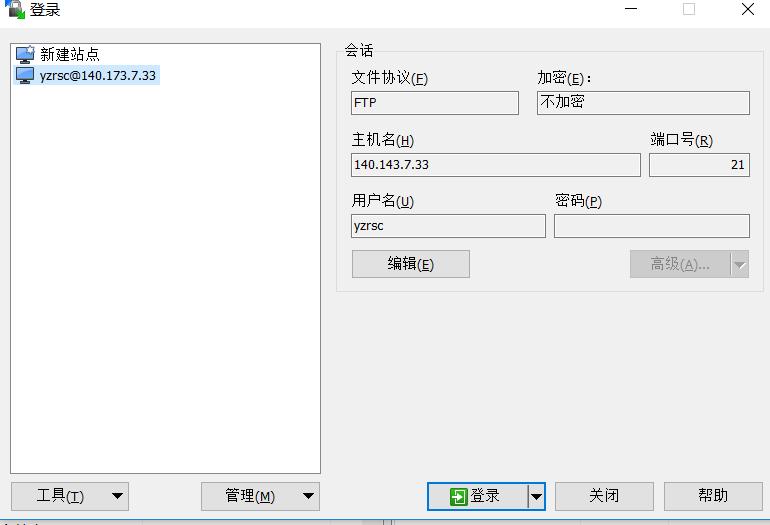 登录
新建站点
yzrsc@140.173.7.33
会话
文件协议(F)
加密(E)：
FTP
不加密
主机名(H)
端口号(R)
140.143.7.33
21
用户名(U)
密码(P)
yzrsc
编辑(E)
高级(A)...
工具(T)
管理(M)
登录
关闭
帮助